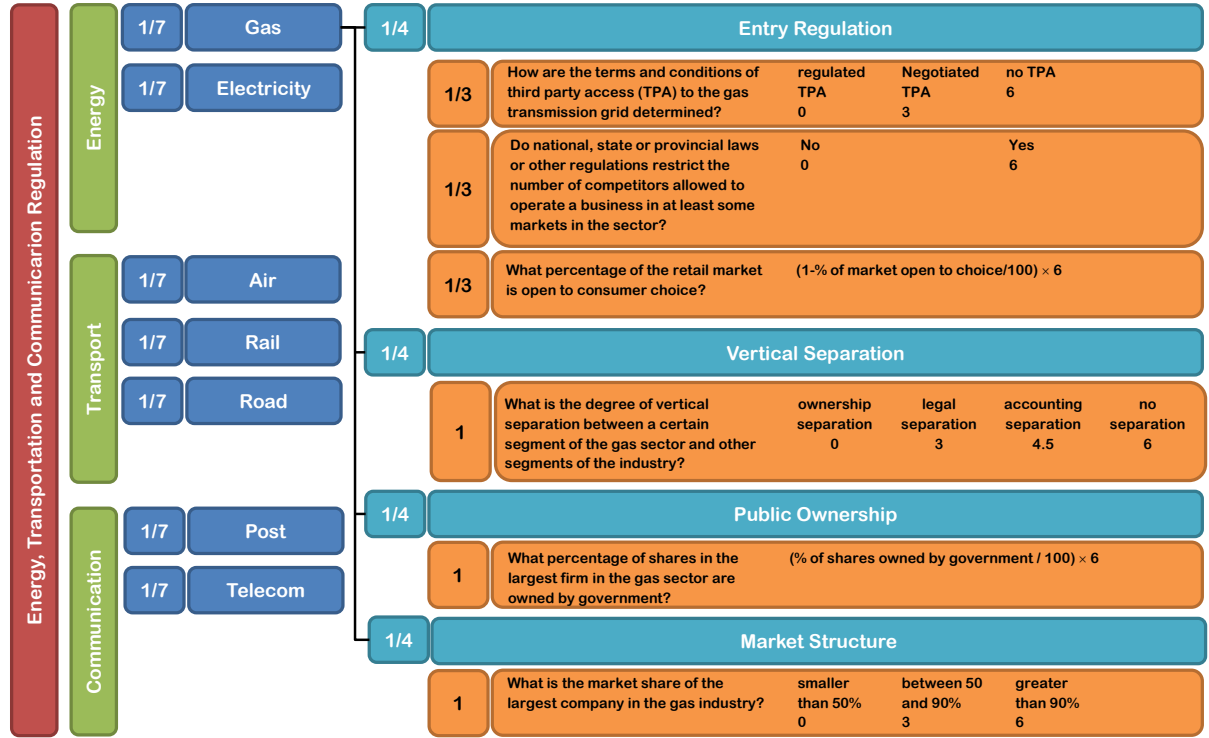 Energy, Transportation and Communicarion Regulation
Energy
1/7
Gas
1/7
Electricity
Transport
1/7
Air
1/7
Rail
1/7
Road
Communication
1/7
Post
1/7
Telecom
1/4
Entry Regulation
1/3
How are the terms and conditions of
third party access (TPA) to the gas
transmission grid determined?
regulated
TPA
0
Negotiated
TPA
3
no TPA
6
1/3
Do national, state or provincial laws
or other regulations restrict the
number of competitors allowed to
operate a business in at least some
markets in the sector?
No
0
Yes
6
1/3
What percentage of the retail market
is open to consumer choice?
(1-% of market open to choice/100) × 6
1/4
Vertical Separation
1
What is the degree of vertical
separation between a certain
segment of the gas sector and other
segments of the industry?
ownership
separation
0
legal
separation
3
accounting
separation
4.5
no
separation
6
1/4
Public Ownership
1
What percentage of shares in the
largest firm in the gas sector are
owned by government?
(% of shares owned by government / 100) × 6
1/4
Market Structure
1
What is the market share of the
largest company in the gas industry?
smaller
than 50%
0
between 50
and 90%
3
greater
than 90%
6